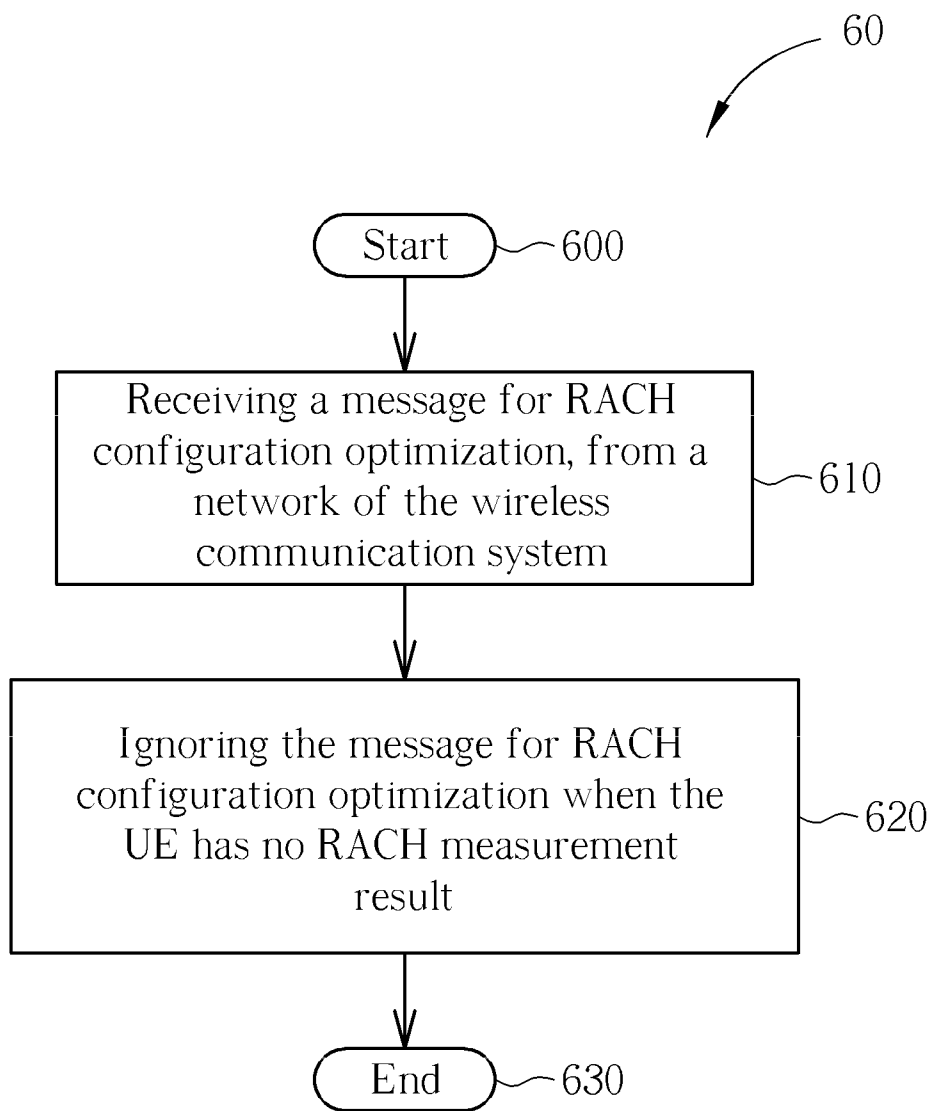 60
Start
600
Receiving a message for RACH
configuration optimization, from a
network of the wireless
communication system
610
Ignoring the message for RACH
configuration optimization when the
UE has no RACH measurement
result
620
End
630